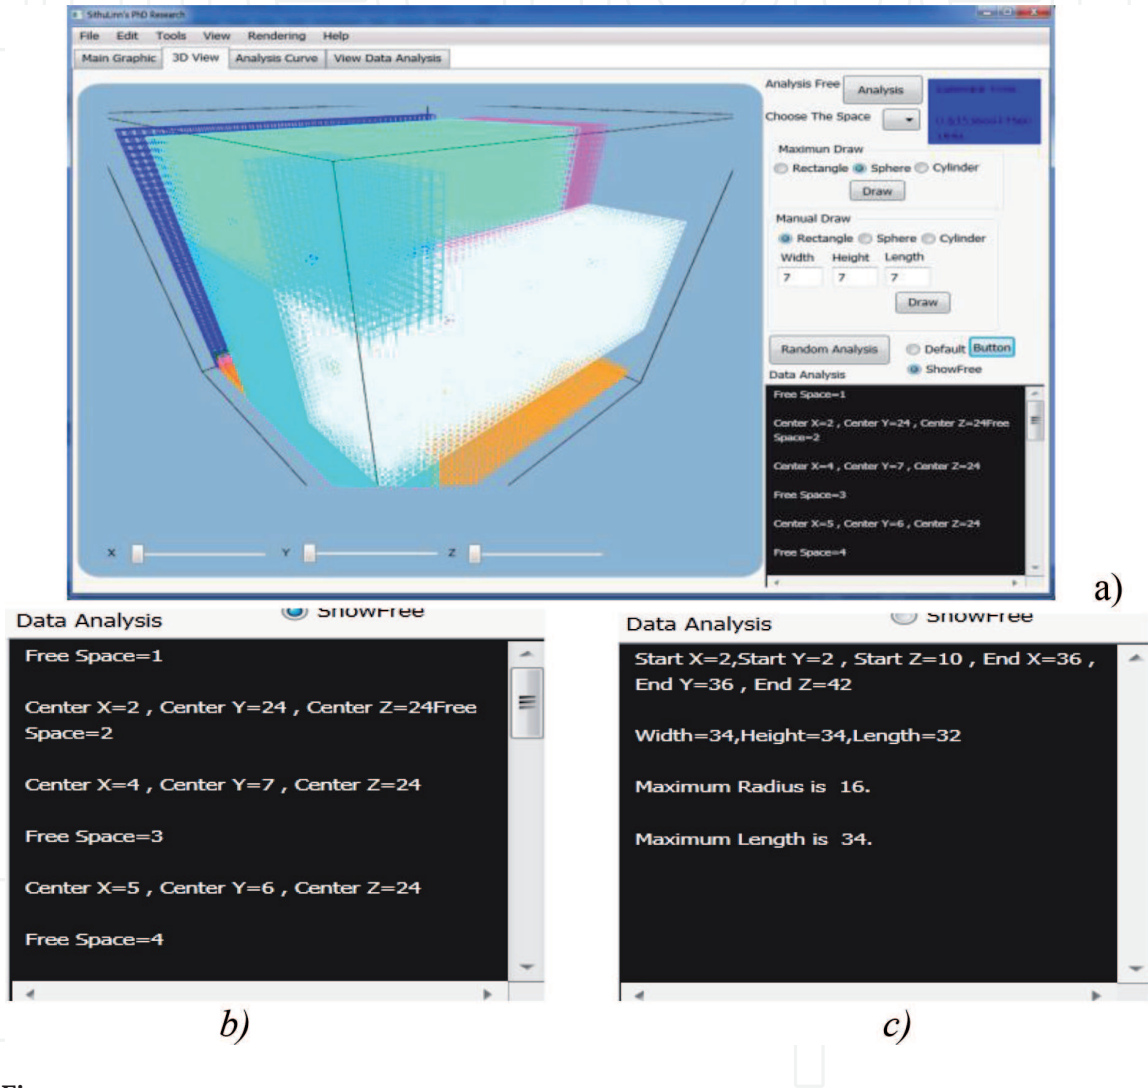 SithuLinn's PhD Research
File Edit Tools View Rendering Help
Main Graphic 3D View Analysis Curve View Data Analysis
Analysis Free Analysis
Choose The Space
Maximun Draw
Rectangle Sphere Cylinder
Draw
Manual Draw
Rectangle Sphere Cylinder
Width Height Length
7 7 7
Draw
Random Analysis Default Button
ShowFree
Data Analysis
Free Space=1
Center X=2 , Center Y=24 , Center Z=24Free
Space=2
Center X=4 , Center Y=7 , Center Z=24
Free Space=3
Center X=5 , Center Y=6 , Center Z=24
Free Space=4
X Y Z
a)
ShowFree
Data Analysis
Free Space=1
Center X=2 , Center Y=24 , Center Z=24Free
Space=2
Center X=4 , Center Y=7 , Center Z=24
Free Space=3
Center X=5 , Center Y=6 , Center Z=24
Free Space=4
b)
ShowFree
Data Analysis
Start X=2,Start Y=2 , Start Z=10 , End X=36 ,
End Y=36 , End Z=42
Width=34,Height=34,Length=32
Maximum Radius is 16.
Maximum Length is 34.
c)